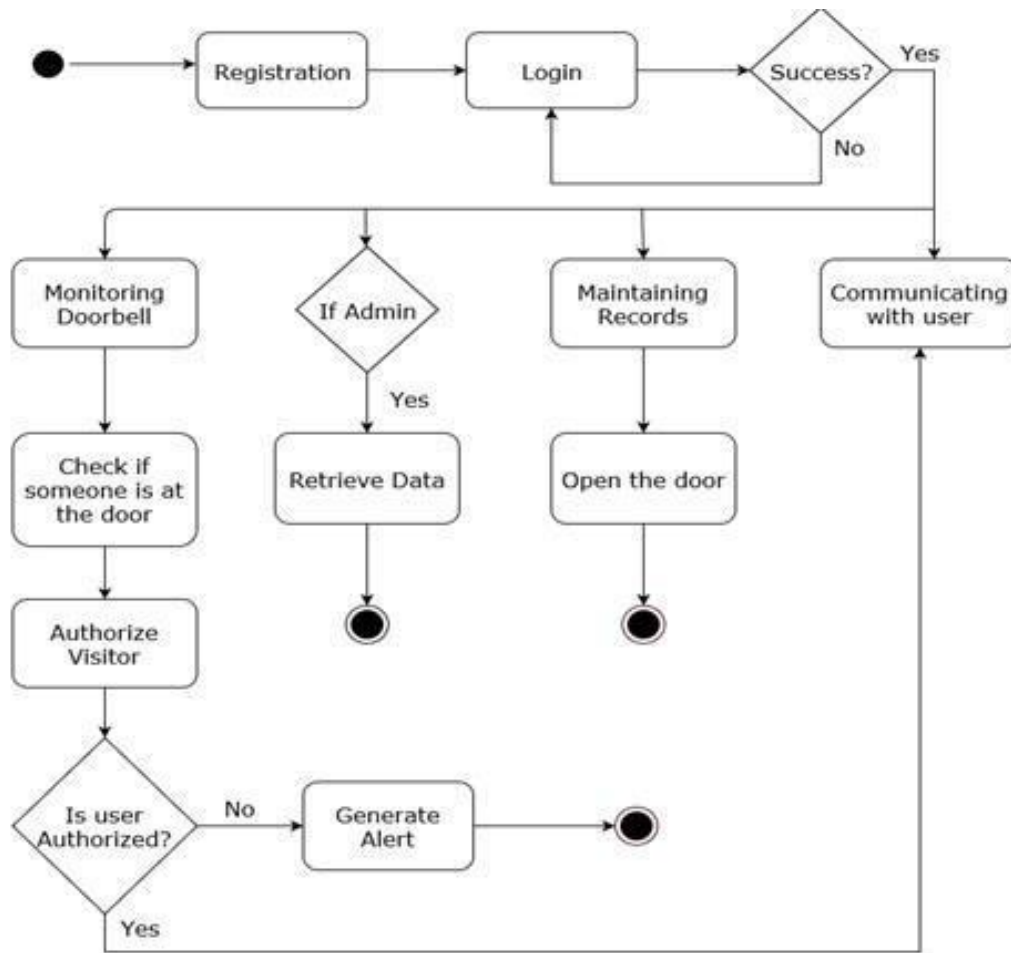 Registration
Login
Success?
Yes
No
Monitoring
Doorbell
If Admin
Maintaining
Records
Communicating
with user
Yes
Check if
someone is at
the door
Retrieve Data
Open the door
Authorize
Visitor
Is user
Authorized?
No
Generate
Alert
Yes